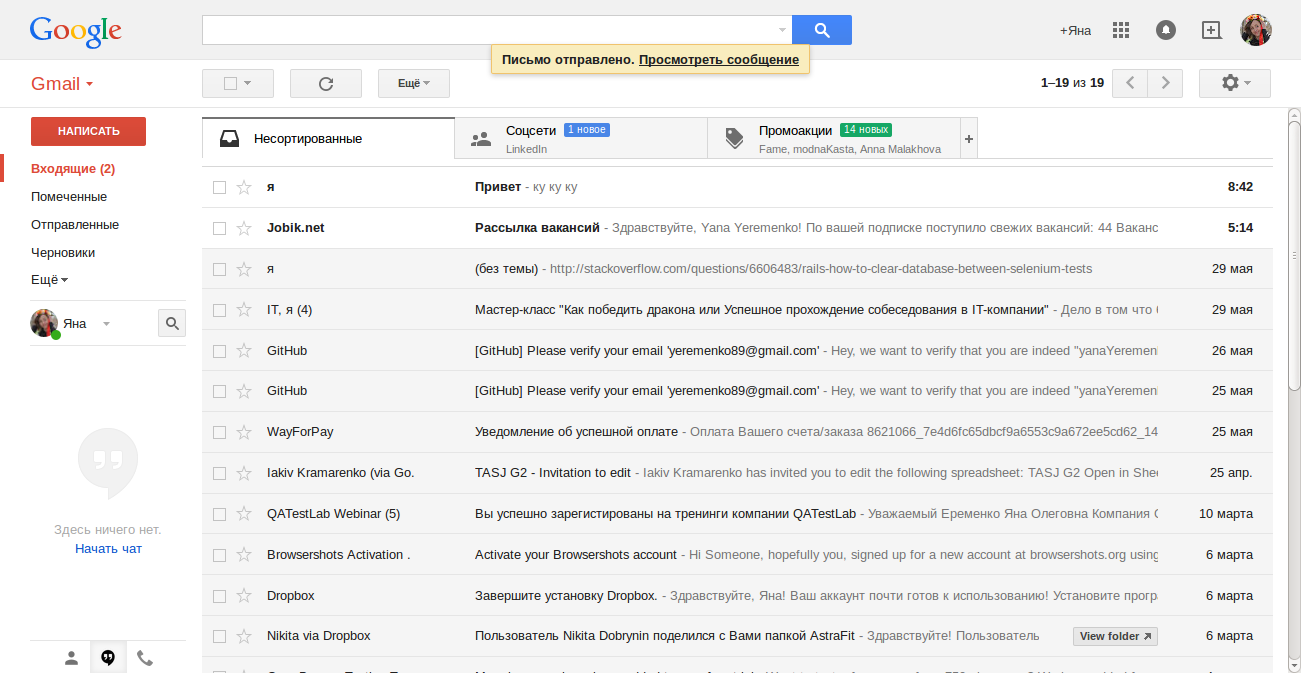 Google
+Яна
Письмо отправлено. Просмотреть сообщение
Gmail
Ещё
1–19 из 19
НАПИСАТЬ
Входящие (2)
Помеченные
Отправленные
Черновики
Ещё
Яна
Здесь ничего нет.
Начать чат
Несортированные
Соцсети 1 новое
LinkedIn
Промоакции 14 новых
Fame, modnaKasta, Anna Malakhova
я Привет - ку ку ку 8:42
Jobik.net Рассылка вакансий - Здравствуйте, Yana Yeremenko! По вашей подписке поступило свежих вакансий: 44 Ваканс 5:14
я (без темы) - http://stackoverflow.com/questions/6606483/rails-how-to-clear-database-between-selenium-tests 29 мая
IT, я (4) Мастер-класс "Как победить дракона или Успешное прохождение собеседования в IT-компании" - Дело в том что 29 мая
GitHub [GitHub] Please verify your email 'yeremenko89@gmail.com' - Hey, we want to verify that you are indeed "yanaYeremen 26 мая
GitHub [GitHub] Please verify your email 'yeremenko89@gmail.com' - Hey, we want to verify that you are indeed "yanaYeremen 25 мая
WayForPay Уведомление об успешной оплате - Оплата Вашего счета/заказа 8621066_7e4d6fc65dbcf9a6553c9a672ee5cd62_14 25 мая
Iakiv Kramarenko (via Go. TASJ G2 - Invitation to edit - Iakiv Kramarenko has invited you to edit the following spreadsheet: TASJ G2 Open in Shee 25 апр.
QATestLab Webinar (5) Вы успешно зарегистированы на тренинги компании QATestLab - Уважаемый Еременко Яна Олеговна Компания 10 марта
Browsershots Activation . Activate your Browsershots account - Hi Someone, hopefully you, signed up for a new account at browsershots.org using 6 марта
Dropbox Завершите установку Dropbox. - Здравствуйте, Яна! Ваш аккаунт почти готов к использованию! Установите прогр 6 марта
Nikita via Dropbox Пользователь Nikita Dobrynin поделился с Вами папкой AstraFit - Здравствуйте! Пользователь View folder 6 марта